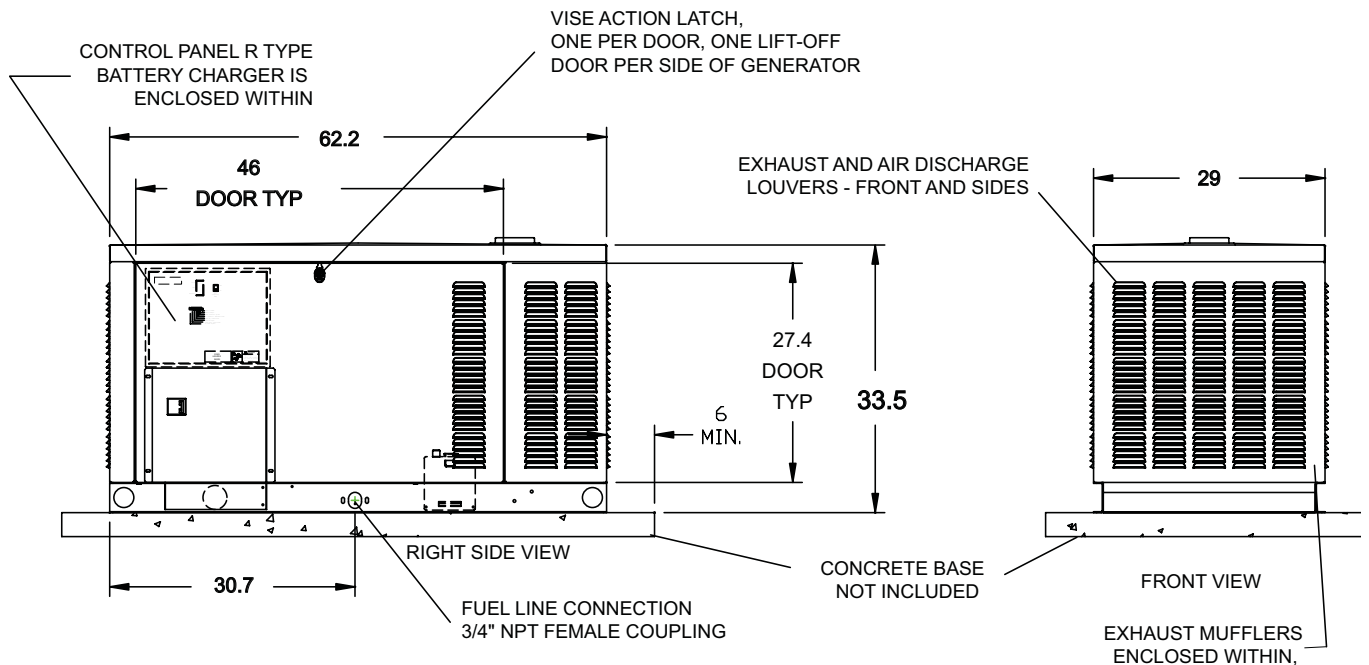 VISE ACTION LATCH,
ONE PER DOOR, ONE LIFT-OFF
DOOR PER SIDE OF GENERATOR
CONTROL PANEL R TYPE
BATTERY CHARGER IS
ENCLOSED WITHIN
62.2
46
DOOR TYP
EXHAUST AND AIR DISCHARGE
LOUVERS - FRONT AND SIDES
29
27.4
DOOR
TYP
33.5
6
MIN.
RIGHT SIDE VIEW
30.7
FUEL LINE CONNECTION
3/4" NPT FEMALE COUPLING
CONCRETE BASE
NOT INCLUDED
FRONT VIEW
EXHAUST MUFFLERS
ENCLOSED WITHIN,